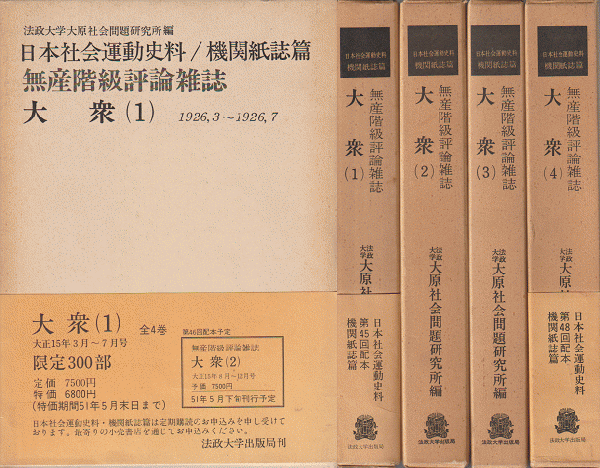 法政大学大原社会問題研究所編
日本社会運動史料/機関紙誌篇
無産階級評論雑誌
大 衆(1) 1926,3~1926,7
大 衆(1) 全4巻
大正15年3月~7月号
限定300部
定価 7500円
特価 6800円
(特価期間51年5月末日まで)
第46回配本予定
無産階級評論雑誌
大 衆(2)
大正15年8月~12月号
予価 7500円
51年5月下旬刊行予定
日本社会運動史料・機関紙誌篇は定期購読のお申込みを申し受けて
おります。最寄りの小売書店を通じてお申込みください。
法政大学出版局刊
日本社会運動史料
機関紙誌篇
無産階級評論雑誌
大 衆(1)
法政大学大原社
日本社会運動史料
第45回配本
機関紙誌篇
法政大学出版局
日本社会運動史料
機関紙誌篇
無産階級評論雑誌
大 衆(2)
法政大学大原社会問題研究所編
法政大学出版局
日本社会運動史料
機関紙誌篇
無産階級評論雑誌
大 衆(3)
法政大学大原社会問題研究所編
法政大学出版局
日本社会運動史料
機関紙誌篇
無産階級評論雑誌
大 衆(4)
法政大学大原社
日本社会運動史料
第48回配本
機関紙誌篇
法政大学出版局